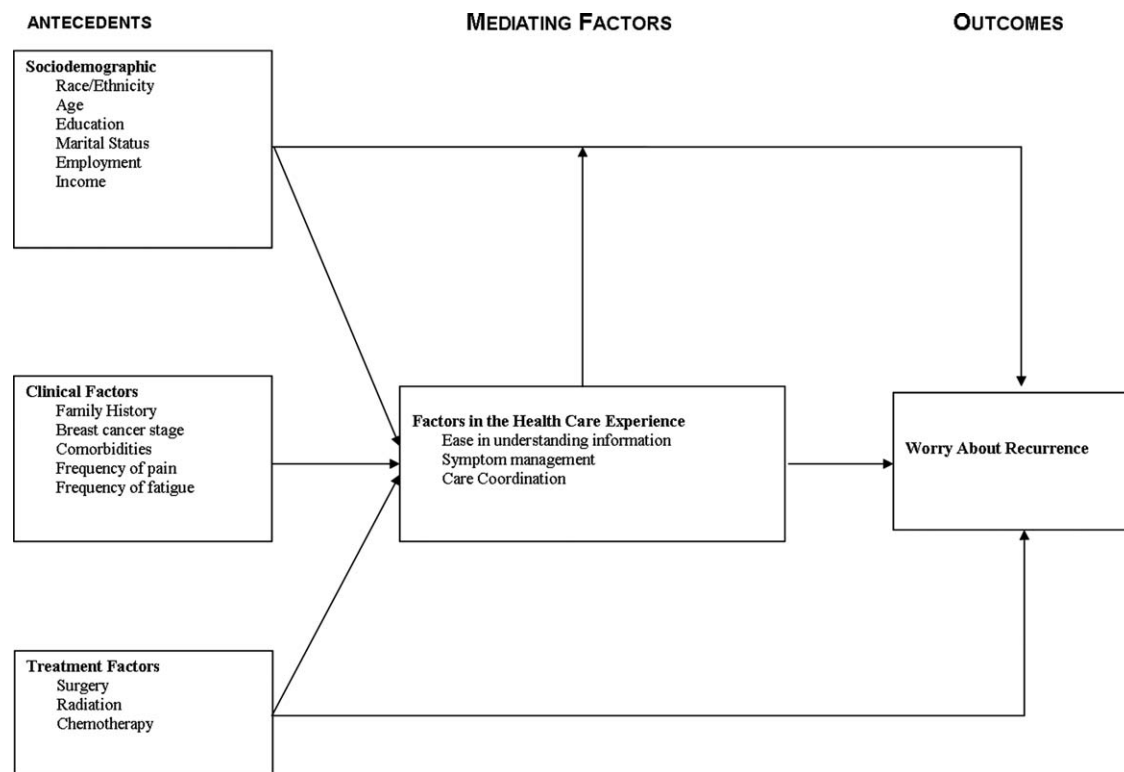 ANTECEDENTS
MEDIATING FACTORS
OUTCOMES
Sociodemographic
Race/Ethnicity
Age
Education
Marital Status
Employment
Income
Clinical Factors
Family History
Breast cancer stage
Comorbidities
Frequency of pain
Frequency of fatigue
Factors in the Health Care Experience
Ease in understanding information
Symptom management
Care Coordination
Worry About Recurrence
Treatment Factors
Surgery
Radiation
Chemotherapy